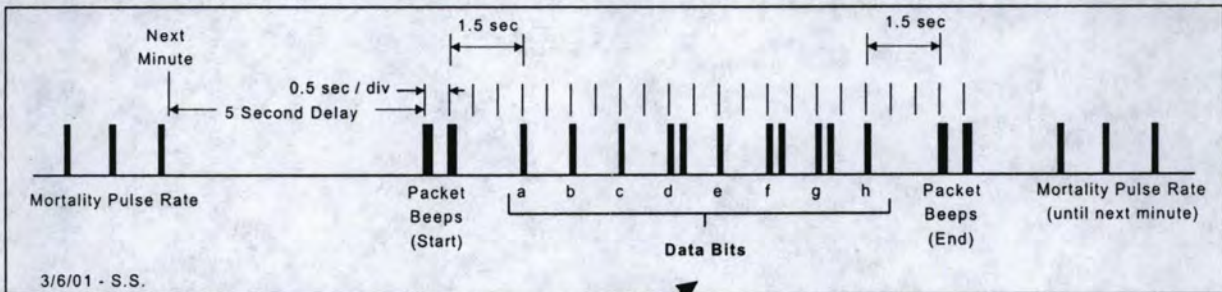 1.5 sec
1.5 sec
Next
Minute
0.5 sec / div
5 Second Delay
Mortality Pulse Rate
Packet
Beeps
(Start)
a b c d e f g h
Packet
Beeps
(End)
Mortality Pulse Rate
(until next minute)
Data Bits
3/6/01 - S.S.